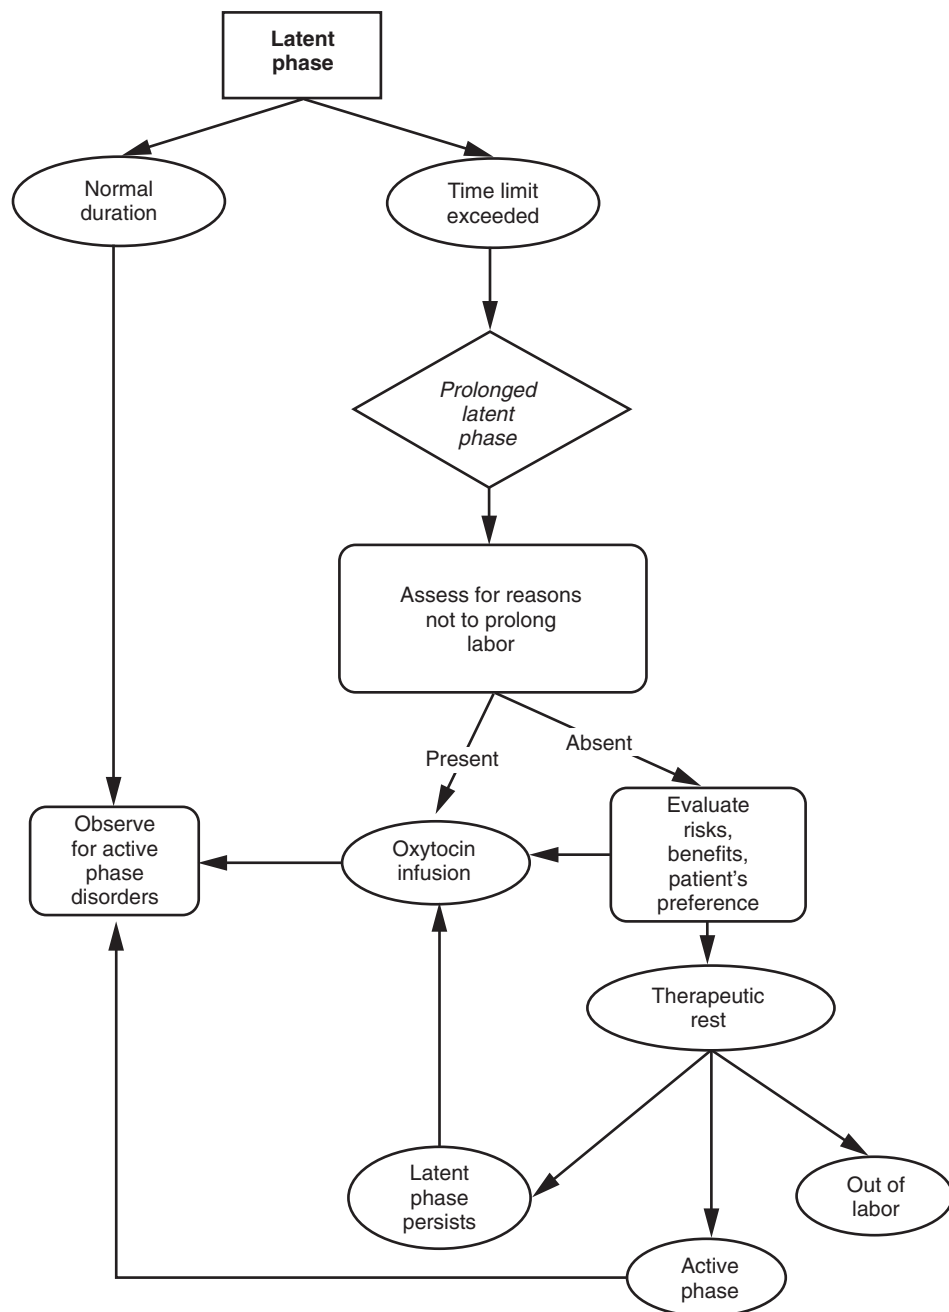 Latent
phase
Normal
duration
Time limit
exceeded
Prolonged
latent
phase
Assess for reasons
not to prolong
labor
Present
Absent
Observe
for active
phase
disorders
Oxytocin
infusion
Evaluate
risks,
benefits,
patient’s
preference
Therapeutic
rest
Latent
phase
persists
Out of
labor
Active
phase